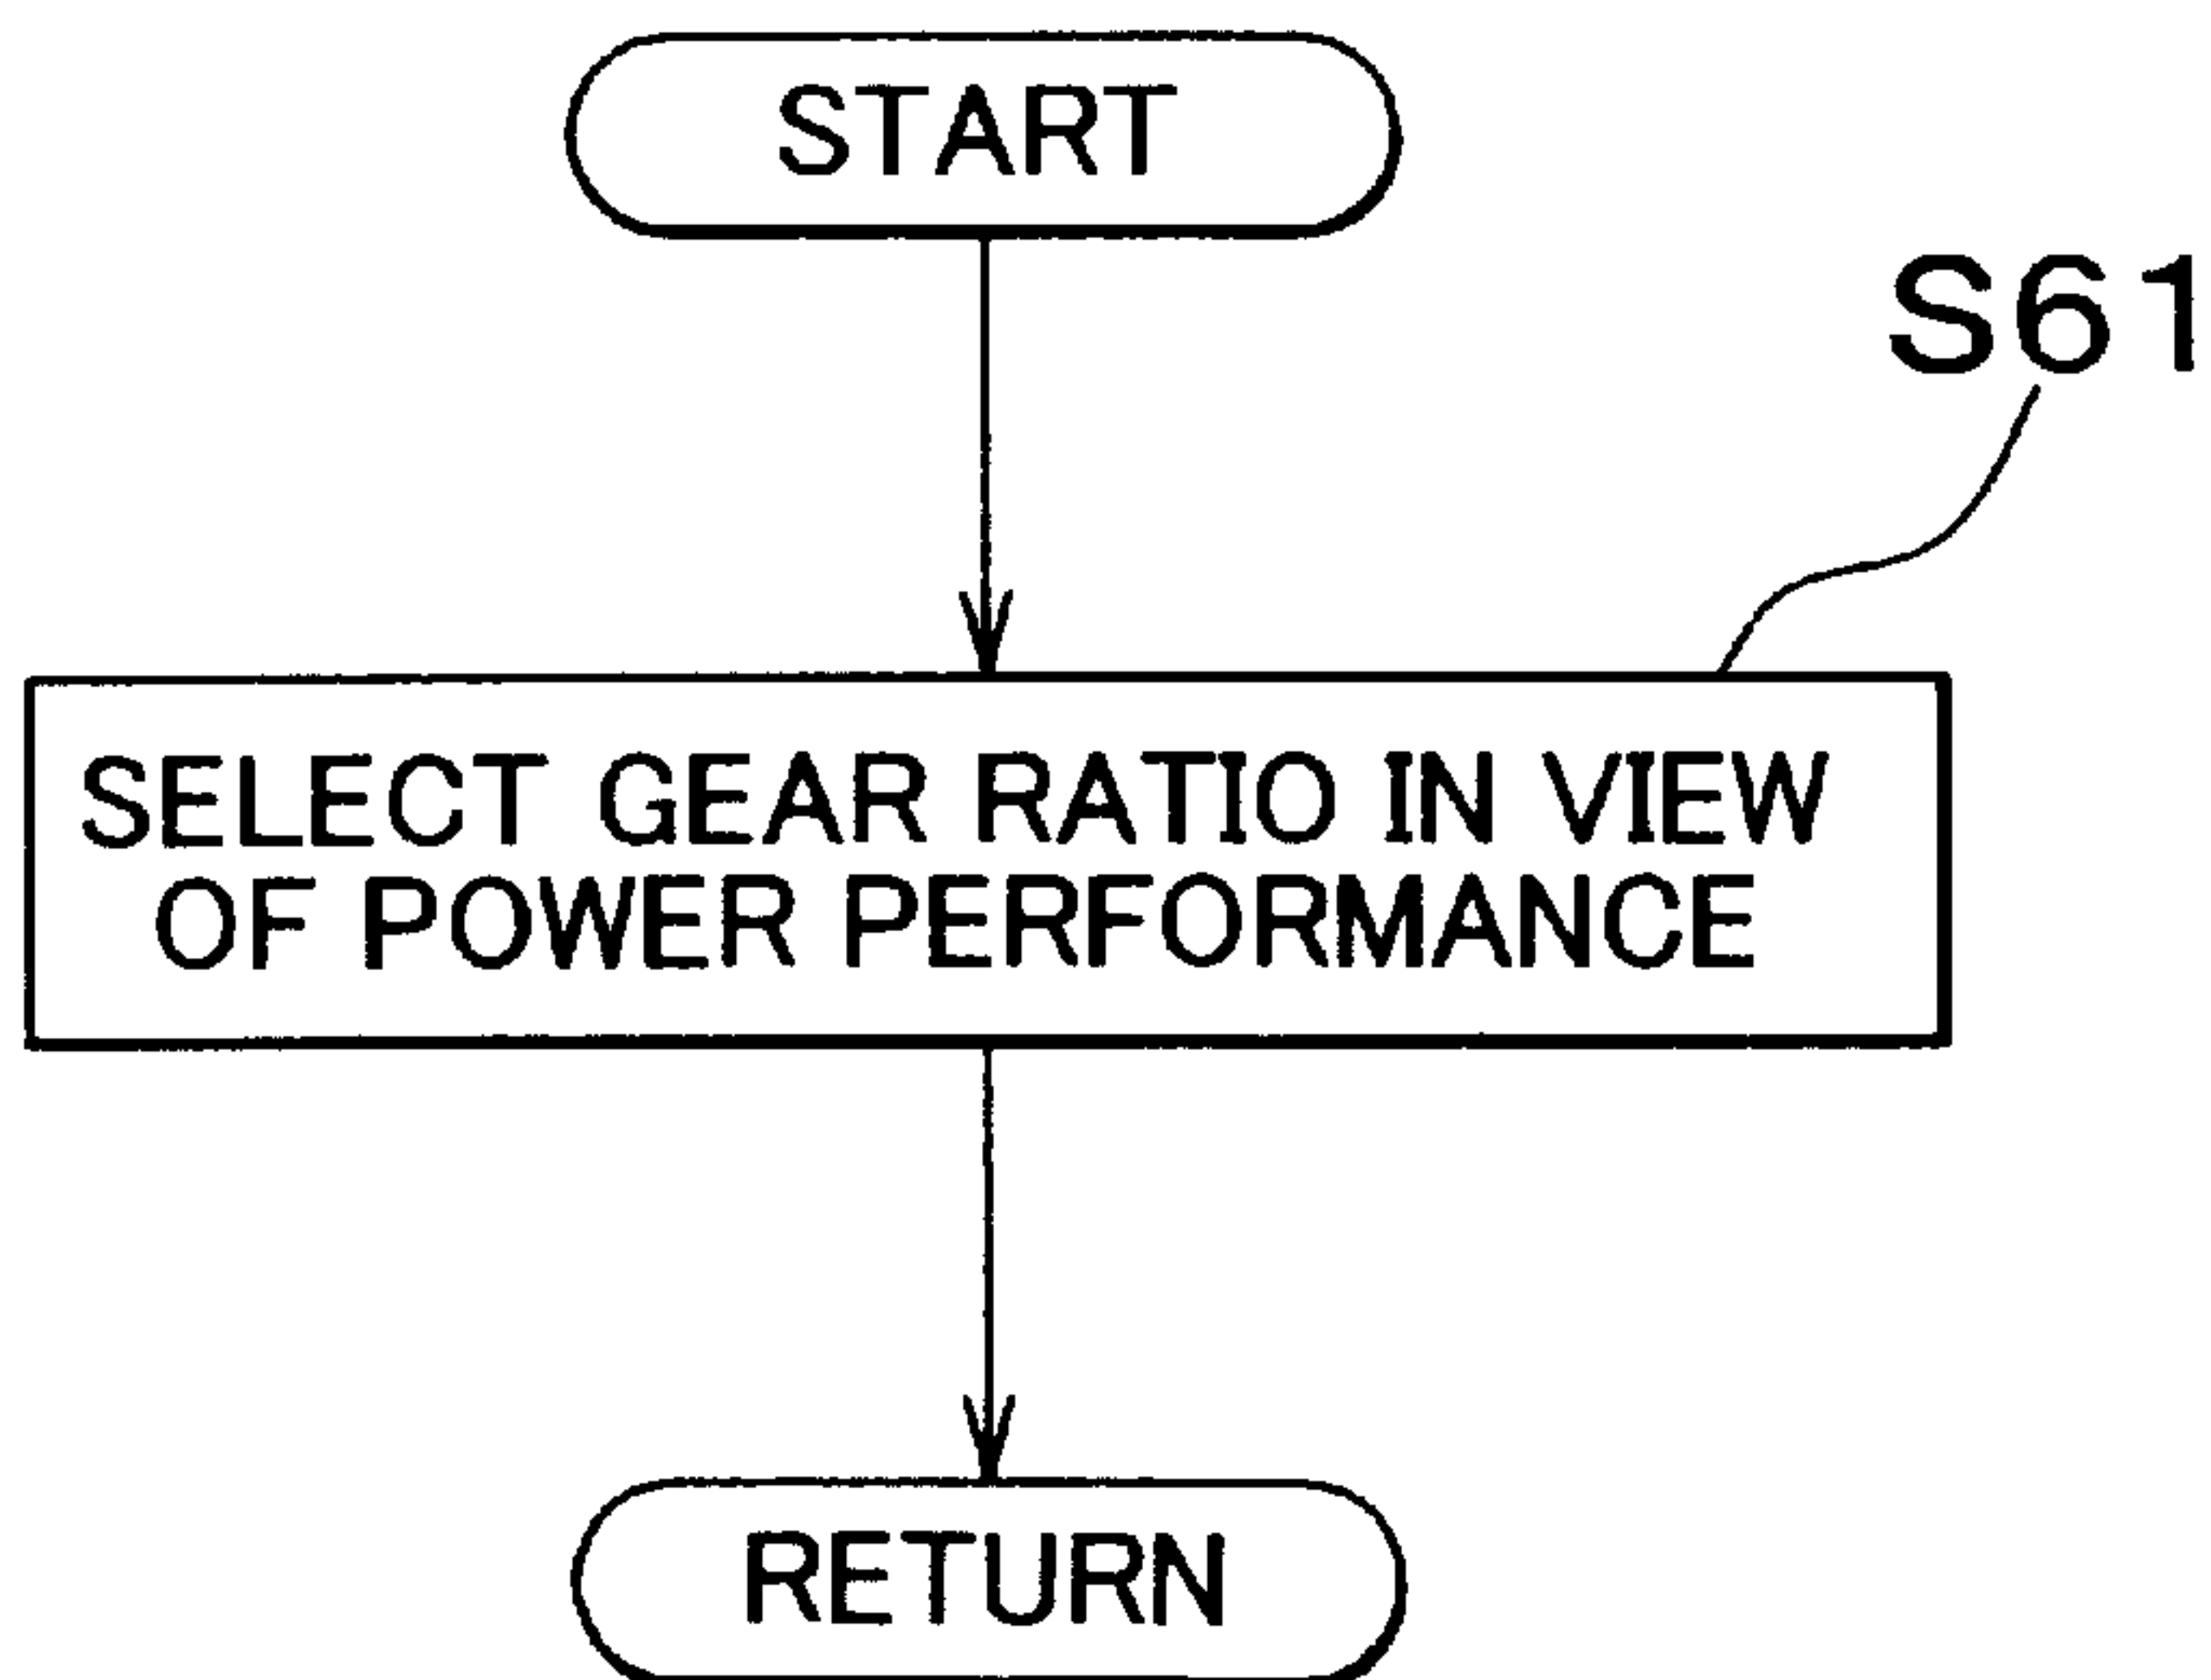 START
S61
SELECT GEAR RATIO IN VIEW
OF POWER PERFORMANCE
RETURN